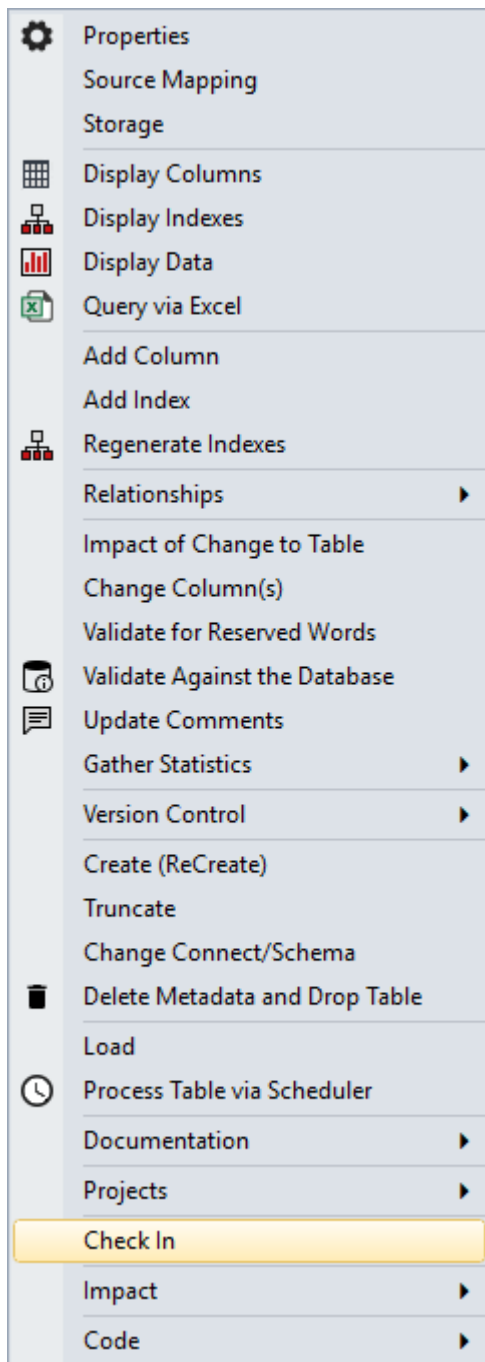 Properties
Source Mapping
Storage
Display Columns
Display Indexes
Display Data
Query via Excel
Add Column
Add Index
Regenerate Indexes
Relationships
Impact of Change to Table
Change Column(s)
Validate for Reserved Words
Validate Against the Database
Update Comments
Gather Statistics
Version Control
Create (ReCreate)
Truncate
Change Connect/Schema
Delete Metadata and Drop Table
Load
Process Table via Scheduler
Documentation
Projects
Check In
Impact
Code